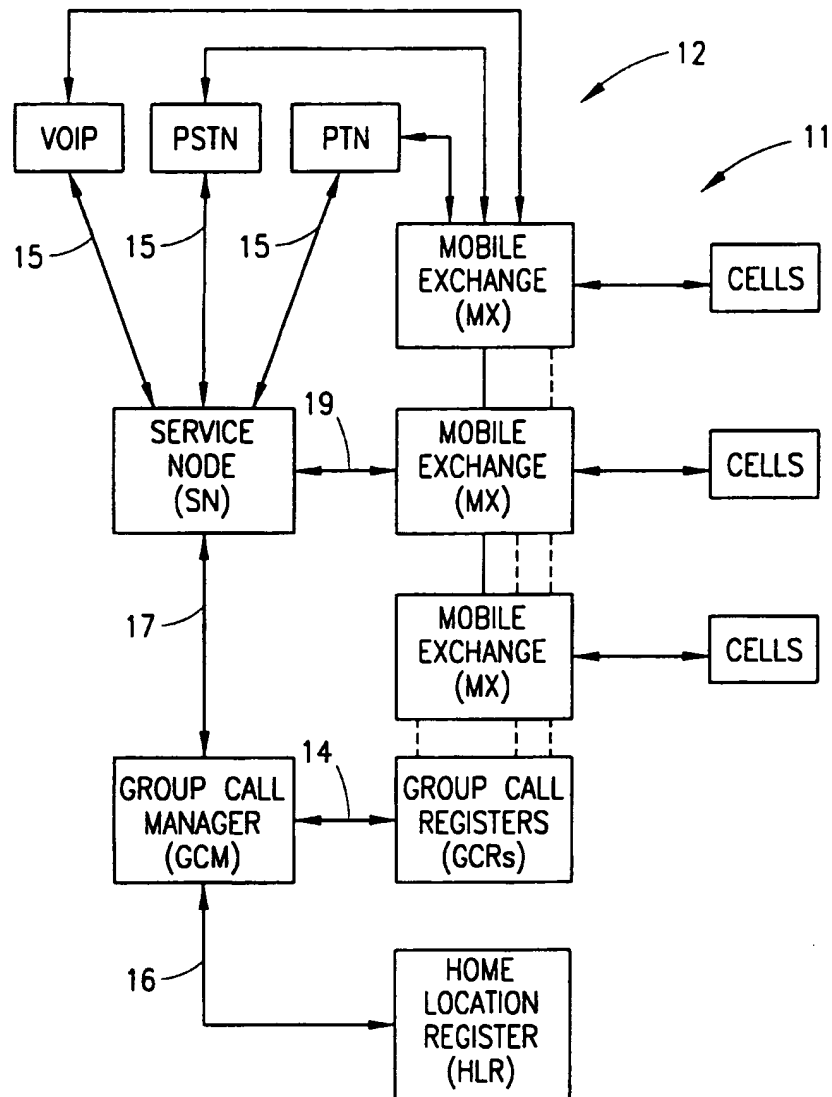 12
11
VOIP
PSTN
PTN
15
15
15
MOBILE
EXCHANGE
(MX)
CELLS
SERVICE
NODE
(SN)
19
MOBILE
EXCHANGE
(MX)
CELLS
17
MOBILE
EXCHANGE
(MX)
CELLS
GROUP CALL
MANAGER
(GCM)
14
GROUP CALL
REGISTERS
(GCRs)
16
HOME
LOCATION
REGISTER
(HLR)